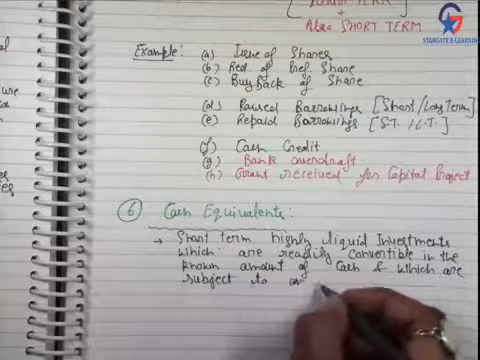 STARGATE E-LEARNIN
+
Also SHORT TERM
Example: (a) Issue of Shares
(b) Red. of Pref. Share
(c) Buy Back of Share
(d) Raised Borrowings [Short/Long Term]
(e) Repaid Borrowings [S.T. / L.T.]
(f) Cash Credit
(g) Bank overdraft
(h) Grant received for Capital Project
⑥ Cash Equivalents:
→ Short term highly liquid Investments
which are readily convertible in the
known amount of Cash & which are
subject to